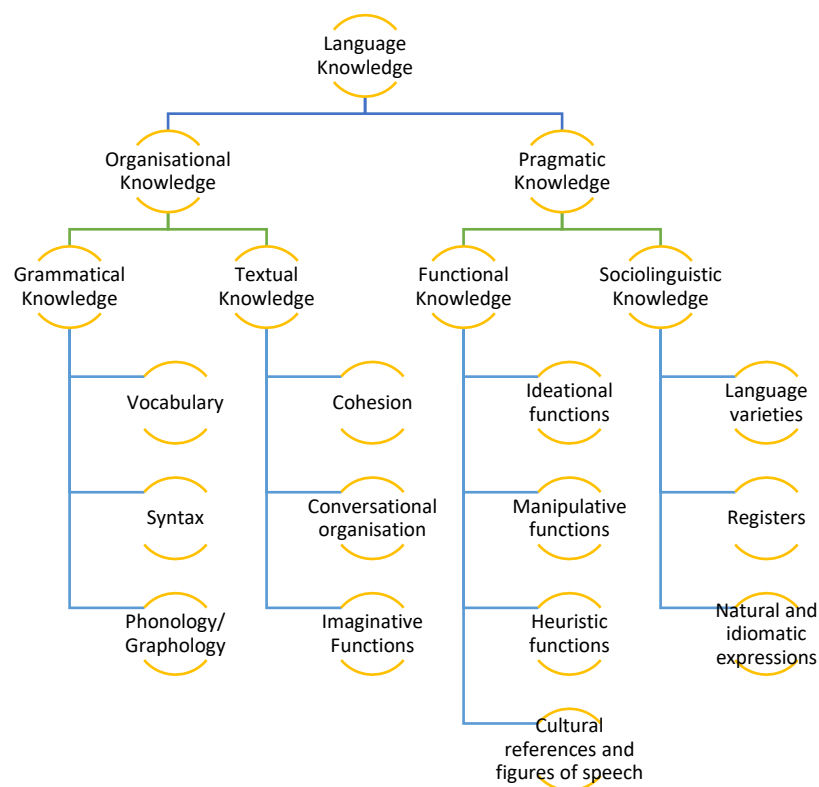 Language
Knowledge
Organisational
Knowledge
Pragmatic
Knowledge
Grammatical
Knowledge
Textual
Knowledge
Functional
Knowledge
Sociolinguistic
Knowledge
Vocabulary
Cohesion
Ideational
functions
Language
varieties
Syntax
Conversational
organisation
Manipulative
functions
Registers
Phonology/
Graphology
Imaginative
Functions
Heuristic
functions
Natural and
idiomatic
expressions
Cultural
references and
figures of speech